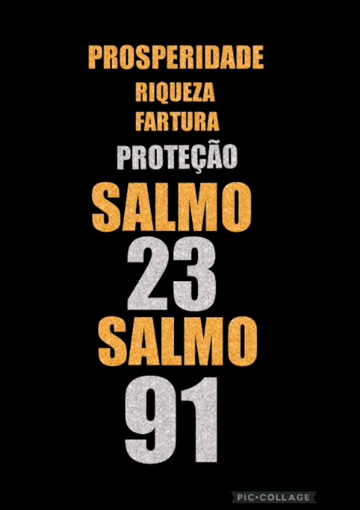 PROSPERIDADE
RIQUEZA
FARTURA
PROTEÇÃO
SALMO
23
SALMO
91
PIC•COLLAGE